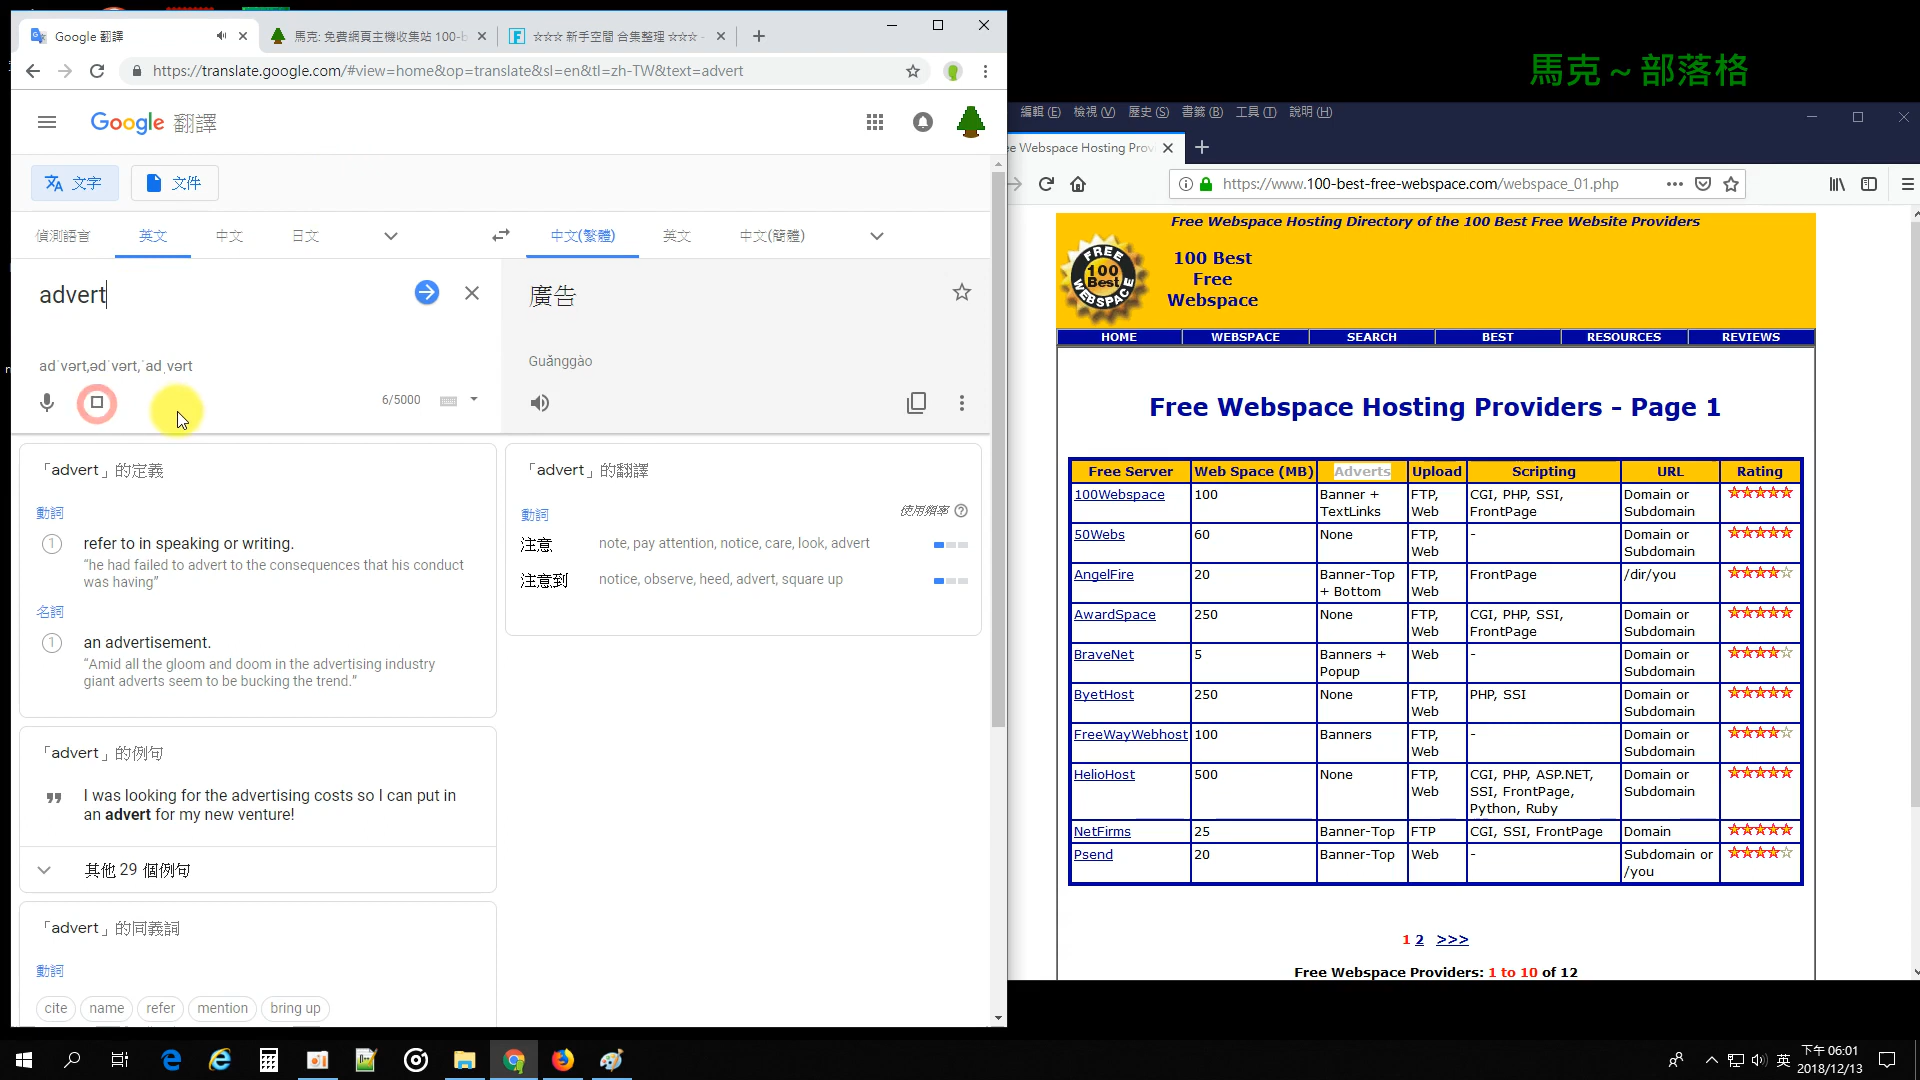 Google 翻譯
馬克: 免費網頁主機收集站 100-b
☆☆☆ 新手空間 合集整理 ☆☆☆ -
https://translate.google.com/#view=home&op=translate&sl=en&tl=zh-TW&text=advert
Google 翻譯
文字
文件
偵測語言 英文 中文 日文
中文(繁體) 英文 中文(簡體)
advert
廣告
adˈvərt,ədˈvərt,ˈadˌvərt
Guǎnggào
6/5000
「advert」的定義
動詞
1 refer to in speaking or writing.
“he had failed to advert to the consequences that his conduct
was having”
名詞
1 an advertisement.
“Amid all the gloom and doom in the advertising industry
giant adverts seem to be bucking the trend.”
「advert」的例句
I was looking for the advertising costs so I can put in
an advert for my new venture!
其他 29 個例句
「advert」的同義詞
動詞
cite name refer mention bring up
「advert」的翻譯
動詞 使用頻率
注意 note, pay attention, notice, care, look, advert
注意到 notice, observe, heed, advert, square up
馬克～部落格
編輯(E) 檢視(V) 歷史(S) 書籤(B) 工具(T) 說明(H)
ee Webspace Hosting Prov
https://www.100-best-free-webspace.com/webspace_01.php
Free Webspace Hosting Directory of the 100 Best Free Website Providers
FREE
100
Best
WEBSPACE
100 Best
Free
Webspace
HOME WEBSPACE SEARCH BEST RESOURCES REVIEWS
Free Webspace Hosting Providers - Page 1
Free Server Web Space (MB) Adverts Upload Scripting URL Rating
100Webspace 100 Banner + TextLinks FTP, Web CGI, PHP, SSI, FrontPage Domain or Subdomain
50Webs 60 None FTP, Web - Domain or Subdomain
AngelFire 20 Banner-Top + Bottom FTP, Web FrontPage /dir/you
AwardSpace 250 None FTP, Web CGI, PHP, SSI, FrontPage Domain or Subdomain
BraveNet 5 Banners + Popup Web - Domain or Subdomain
ByetHost 250 None FTP, Web PHP, SSI Domain or Subdomain
FreeWayWebhost 100 Banners FTP, Web - Domain or Subdomain
HelioHost 500 None FTP, Web CGI, PHP, ASP.NET, SSI, FrontPage, Python, Ruby Domain or Subdomain
NetFirms 25 Banner-Top FTP CGI, SSI, FrontPage Domain
Psend 20 Banner-Top Web - Subdomain or /you
1 2 >>>
Free Webspace Providers: 1 to 10 of 12
英
下午 06:01
2018/12/13